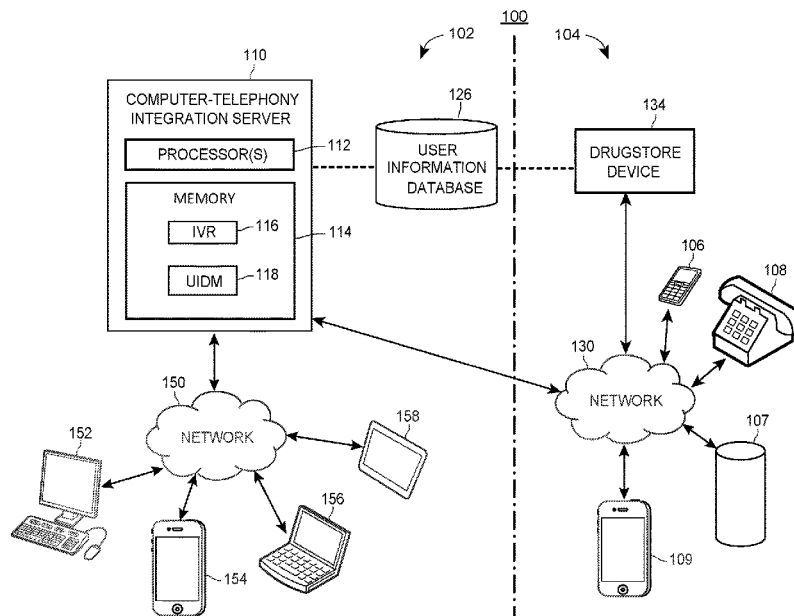 100
102
104
110
COMPUTER-TELEPHONY
INTEGRATION SERVER
PROCESSOR(S)
112
MEMORY
IVR
116
114
UIDM
118
126
USER
INFORMATION
DATABASE
134
DRUGSTORE
DEVICE
106
108
130
NETWORK
107
109
150
NETWORK
158
152
154
156